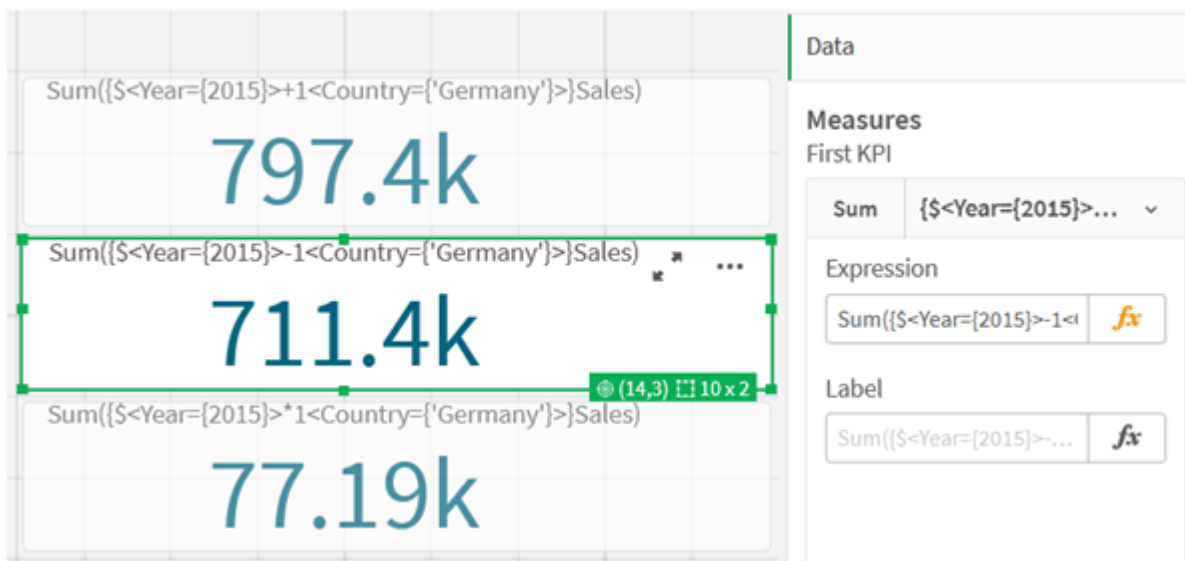 Sum({$<Year={2015}>+1<Country={'Germany'}>}Sales)
797.4k
Sum({$<Year={2015}>-1<Country={'Germany'}>}Sales)
711.4k
(14,3) 10 x 2
Sum({$<Year={2015}>*1<Country={'Germany'}>}Sales)
77.19k
Data
Measures
First KPI
Sum {$<Year={2015}>...
Expression
Sum({$<Year={2015}>-1<( fx
Label
Sum({$<Year={2015}>-... fx